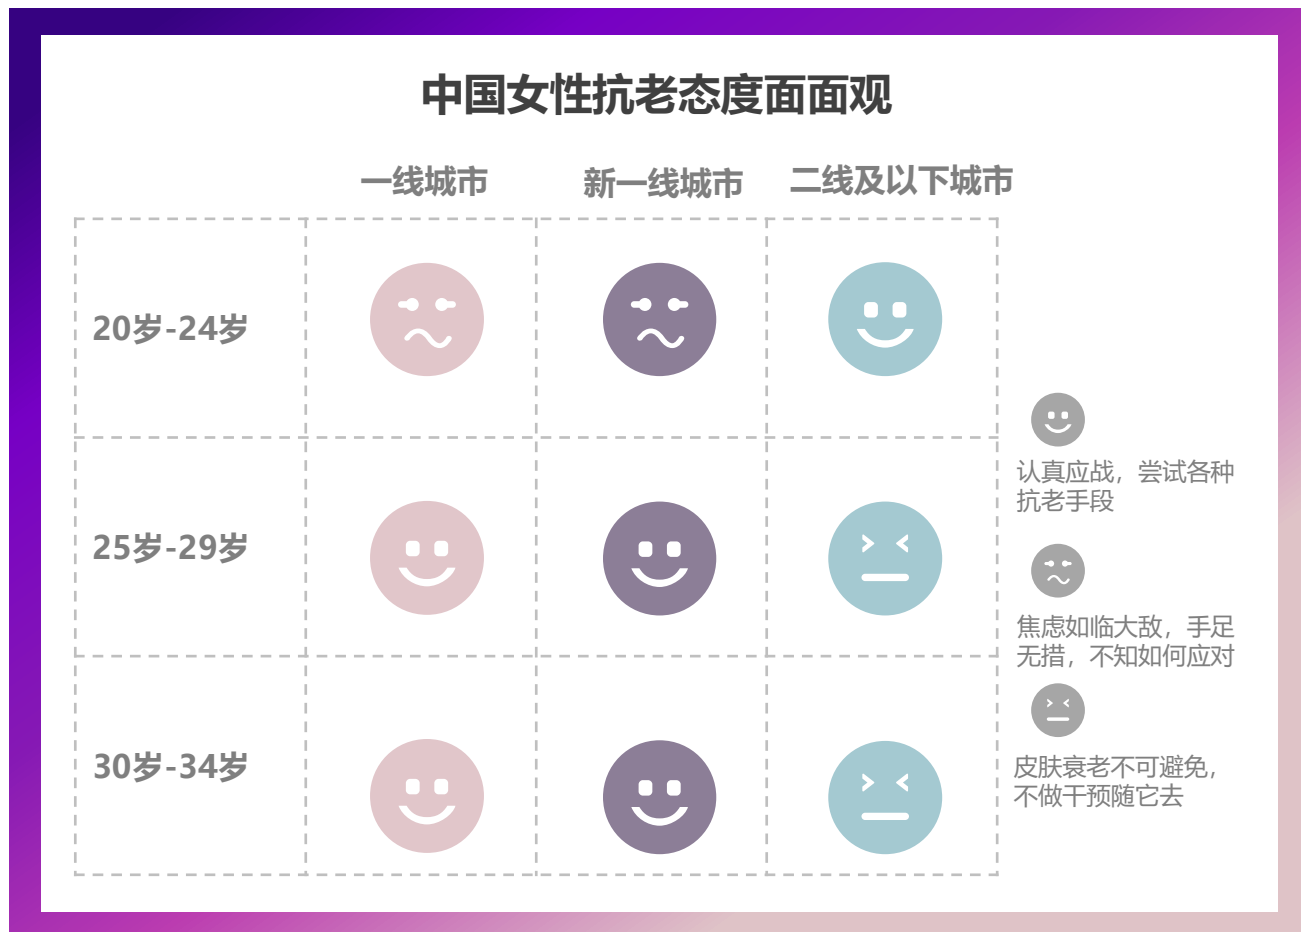 中国女性抗老态度面面观
一线城市
新一线城市
二线及以下城市
20岁-24岁
25岁-29岁
30岁-34岁
认真应战，尝试各种
抗老手段
焦虑如临大敌，手足
无措，不知如何应对
皮肤衰老不可避免，
不做干预随它去